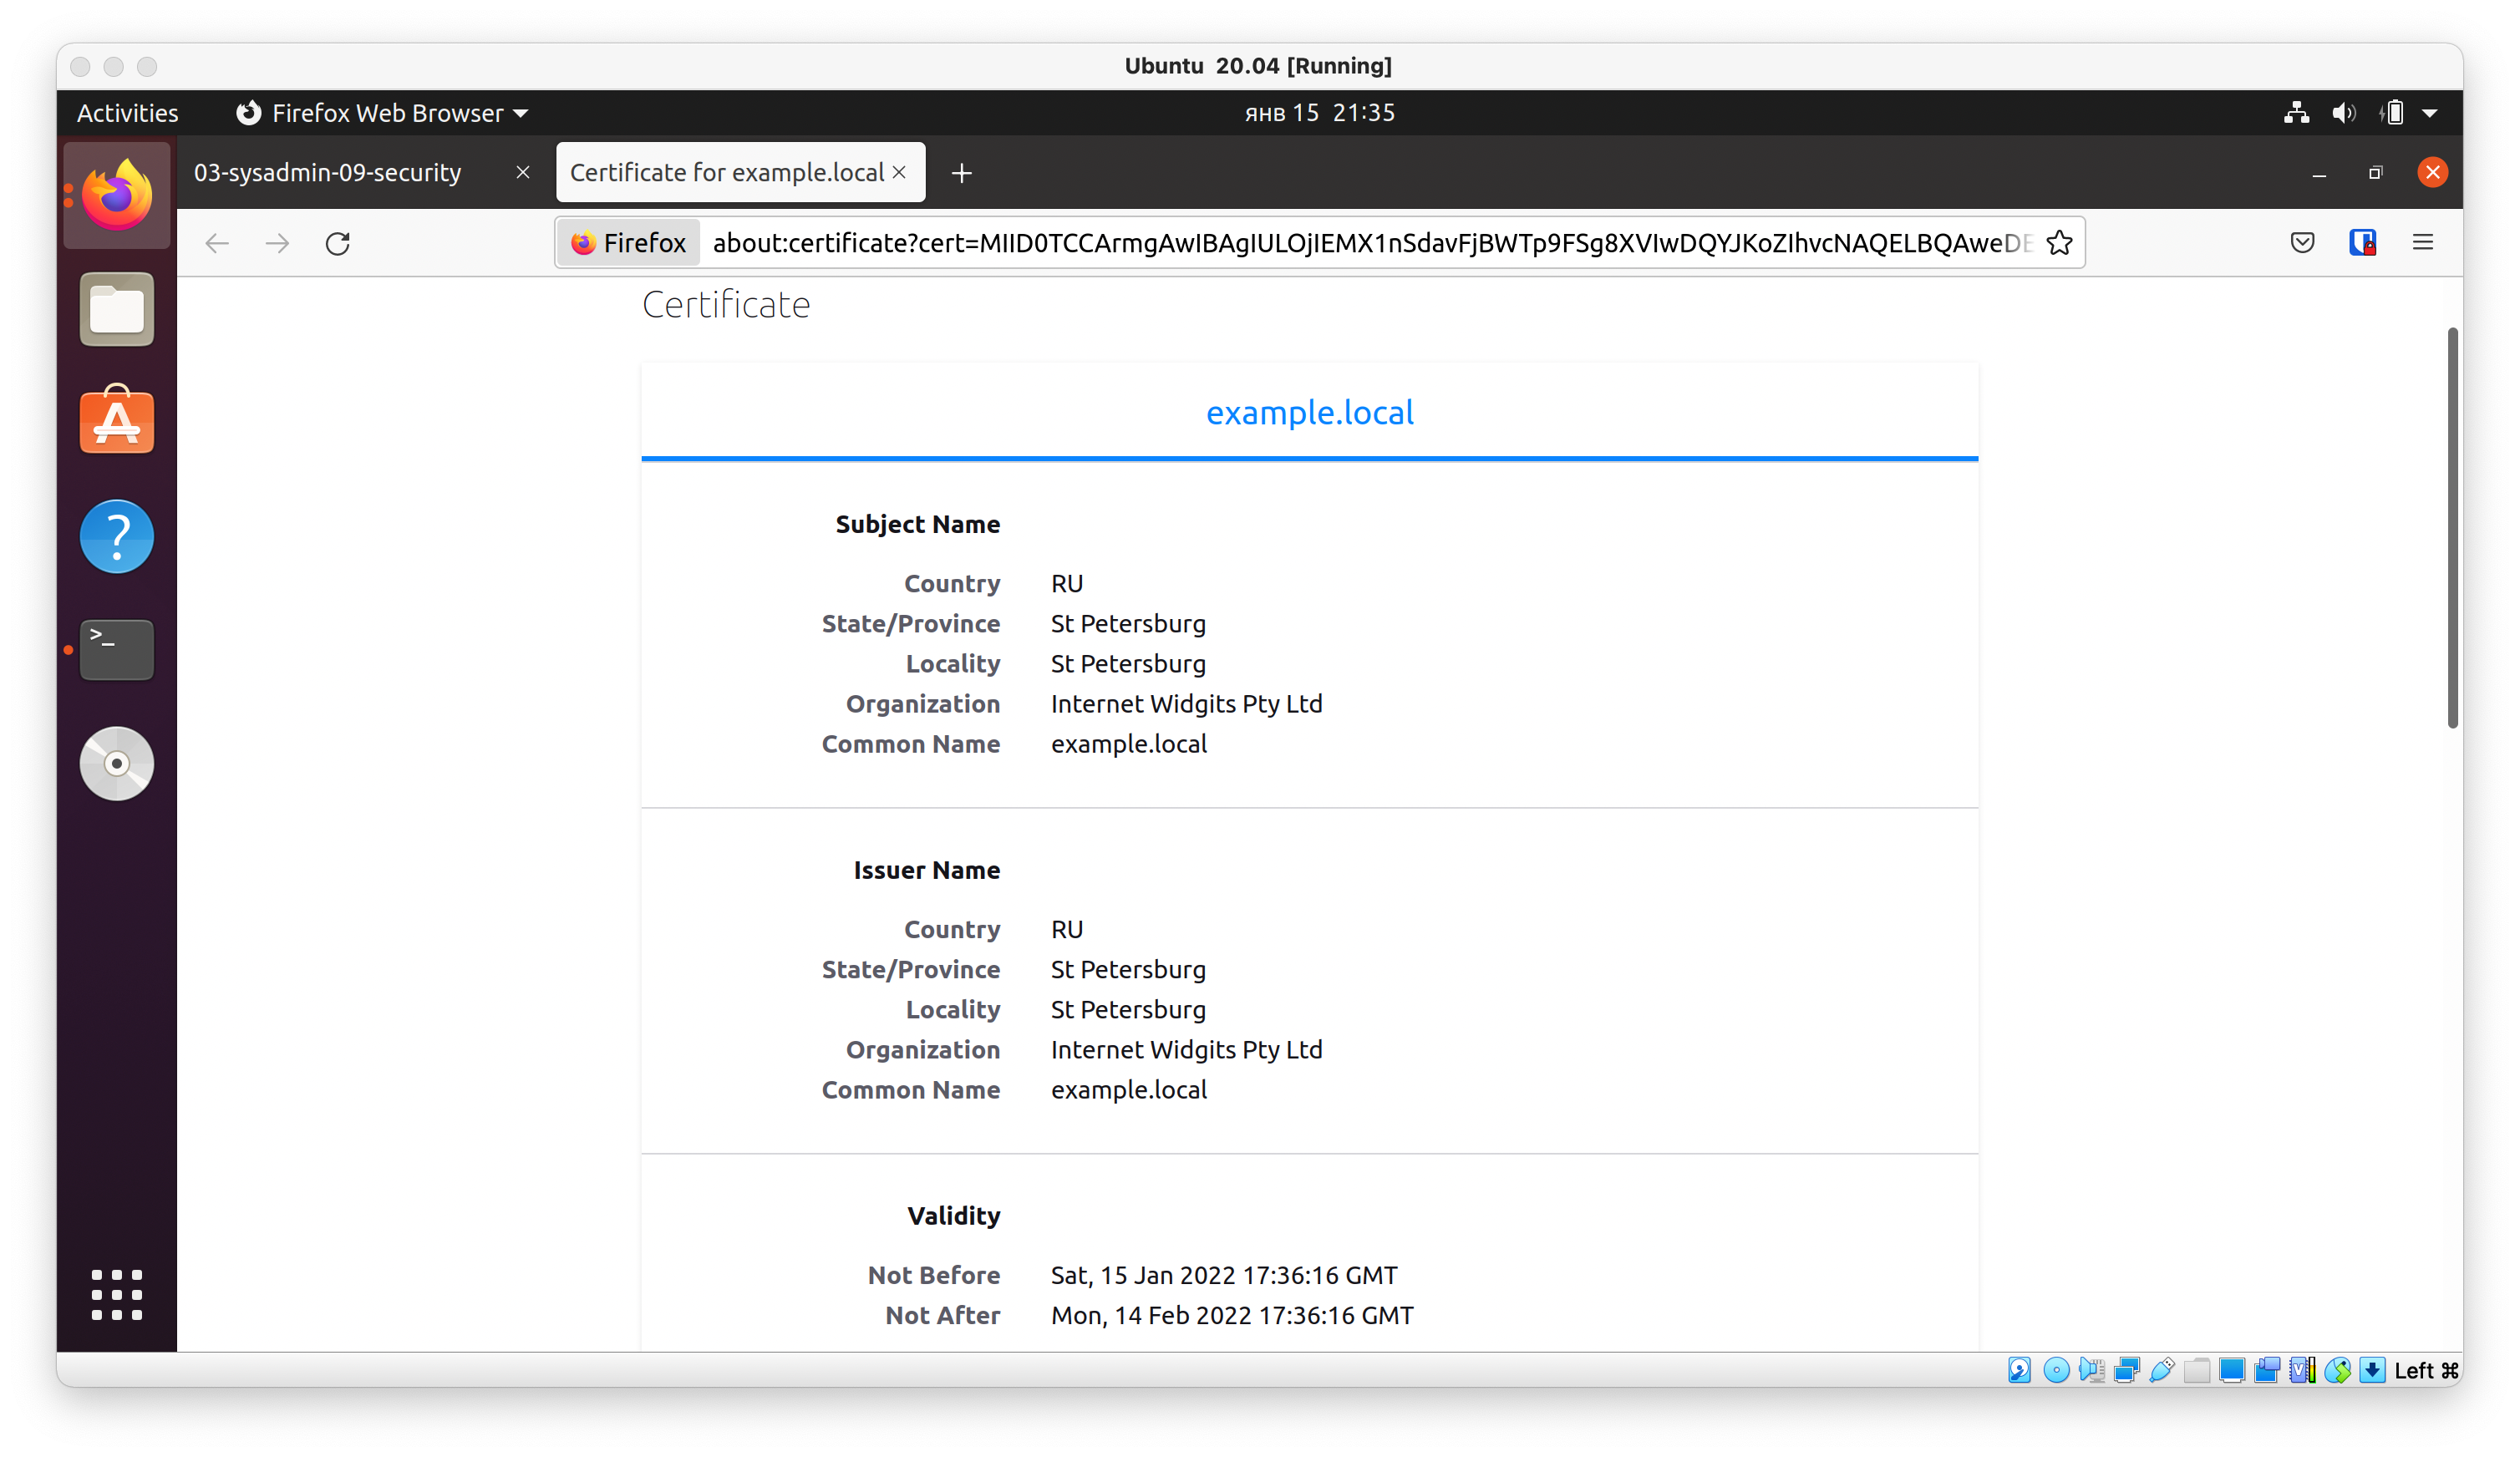 Ubuntu  20.04 [Running]
Activities Firefox Web Browser янв 15 21:35
03-sysadmin-09-security Certificate for example.local
Firefox about:certificate?cert=MIID0TCCArmgAwIBAgIULOjIEMX1nSdavFjBWTp9FSg8XVIwDQYJKoZIhvcNAQELBQAweDE
Certificate
example.local
Subject Name
Country RU
State/Province St Petersburg
Locality St Petersburg
Organization Internet Widgits Pty Ltd
Common Name example.local
Issuer Name
Country RU
State/Province St Petersburg
Locality St Petersburg
Organization Internet Widgits Pty Ltd
Common Name example.local
Validity
Not Before Sat, 15 Jan 2022 17:36:16 GMT
Not After Mon, 14 Feb 2022 17:36:16 GMT
Left ⌘